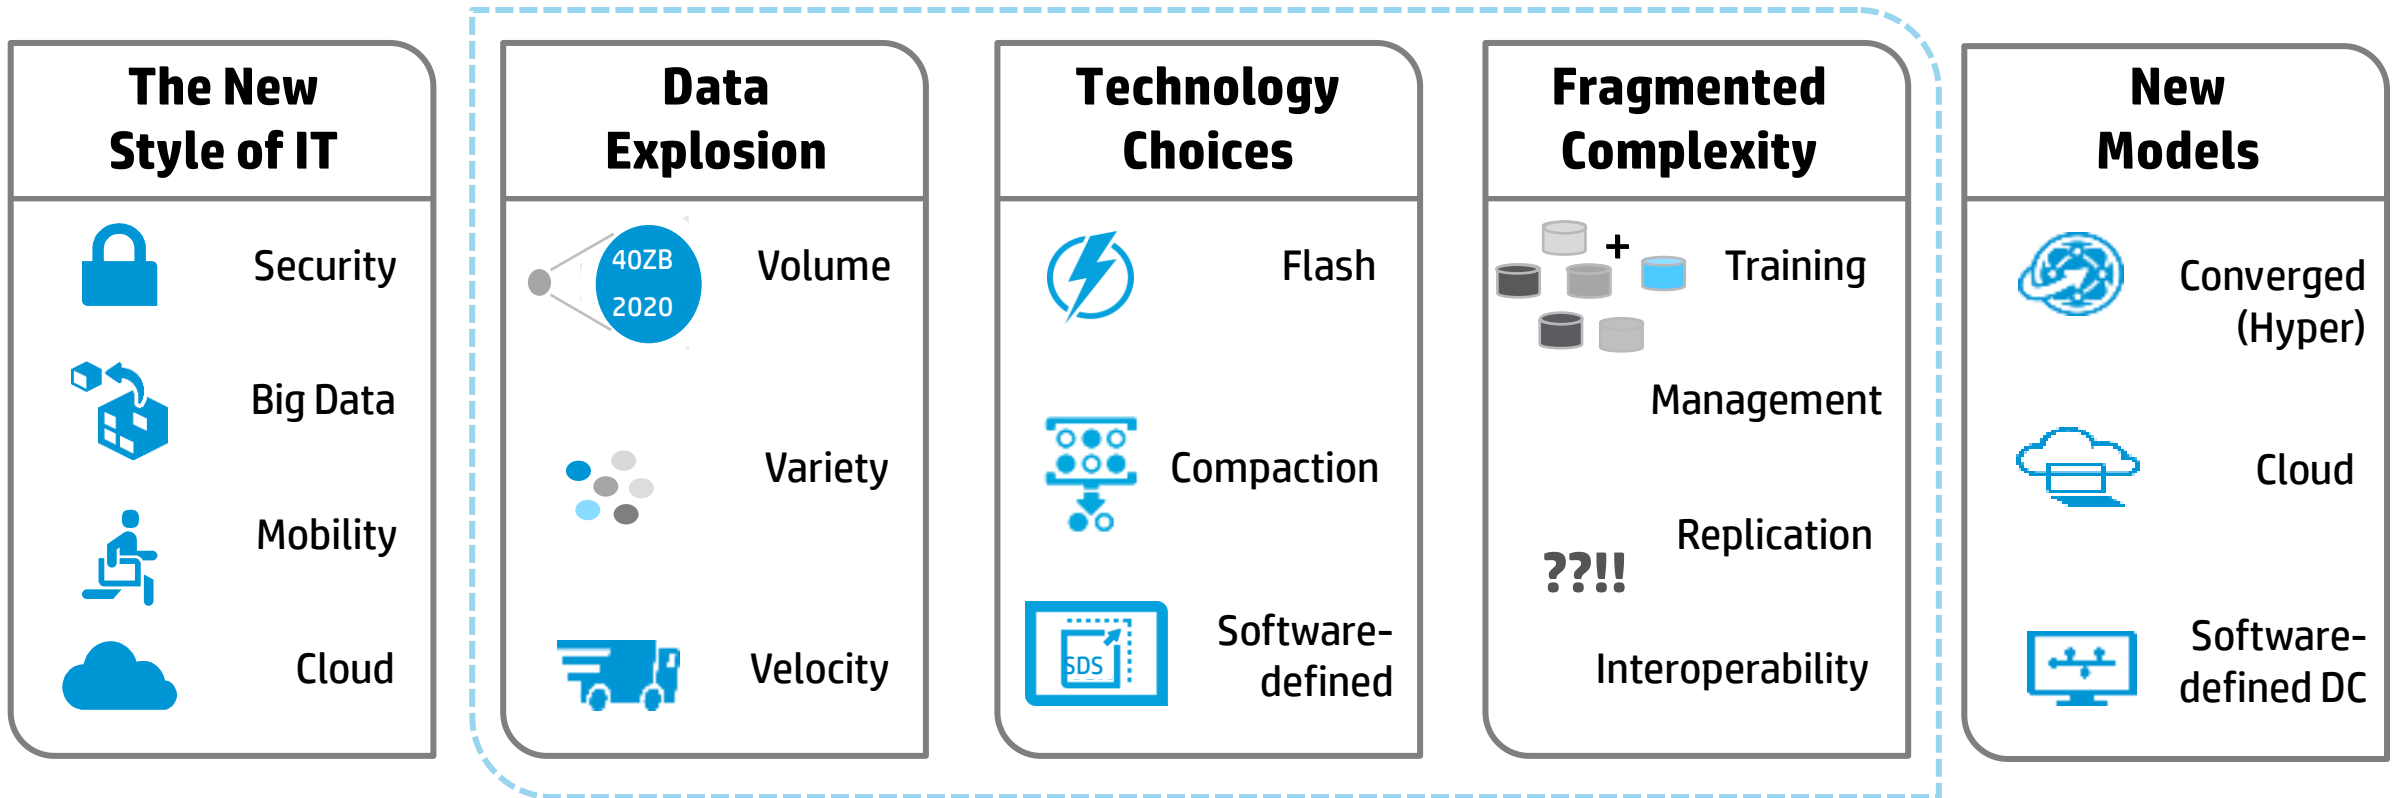 The New
Style of IT
Security
Big Data
Mobility
Cloud
Data
Explosion
40ZB
2020
Volume
Variety
Velocity
Technology
Choices
Flash
Compaction
SDS
Software-
defined
Fragmented
Complexity
+
Training
Management
Replication
??!!
Interoperability
New
Models
Converged
(Hyper)
Cloud
Software-
defined DC